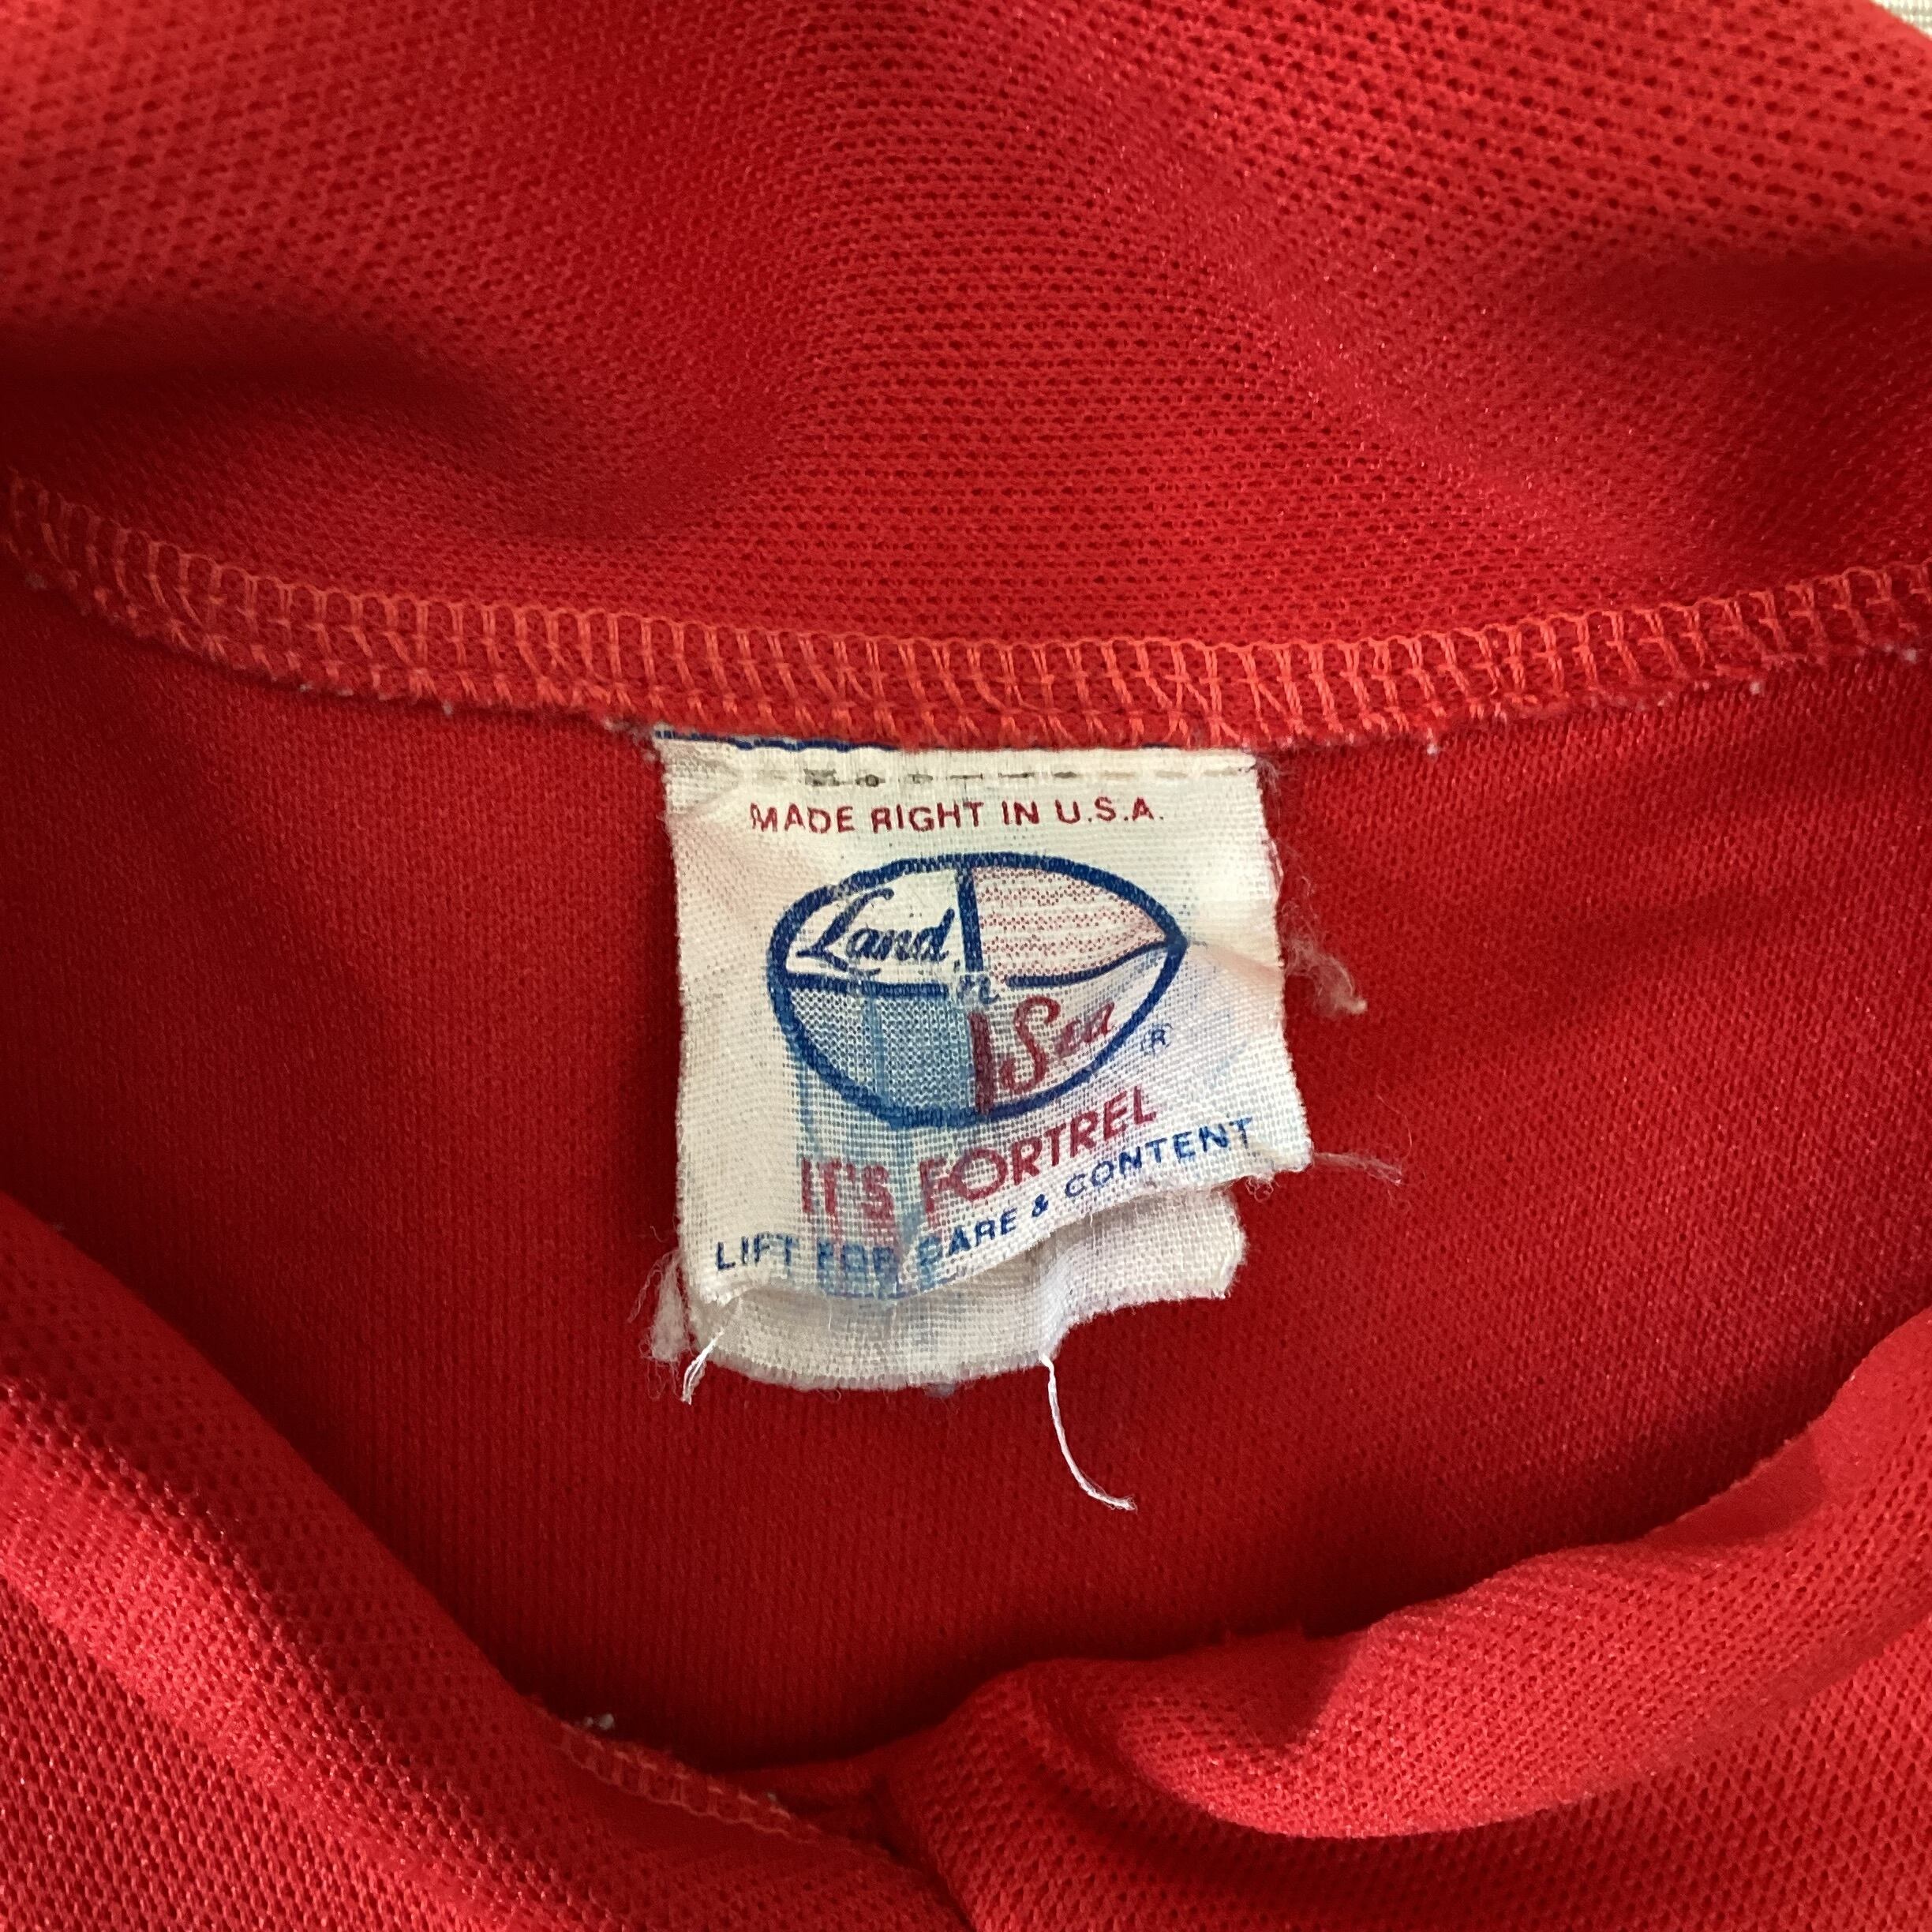 MADE RIGHT IN U.S.A.
Land
'n
Sea
®
IT'S FORTREL
LIFT FOR CARE & CONTENT